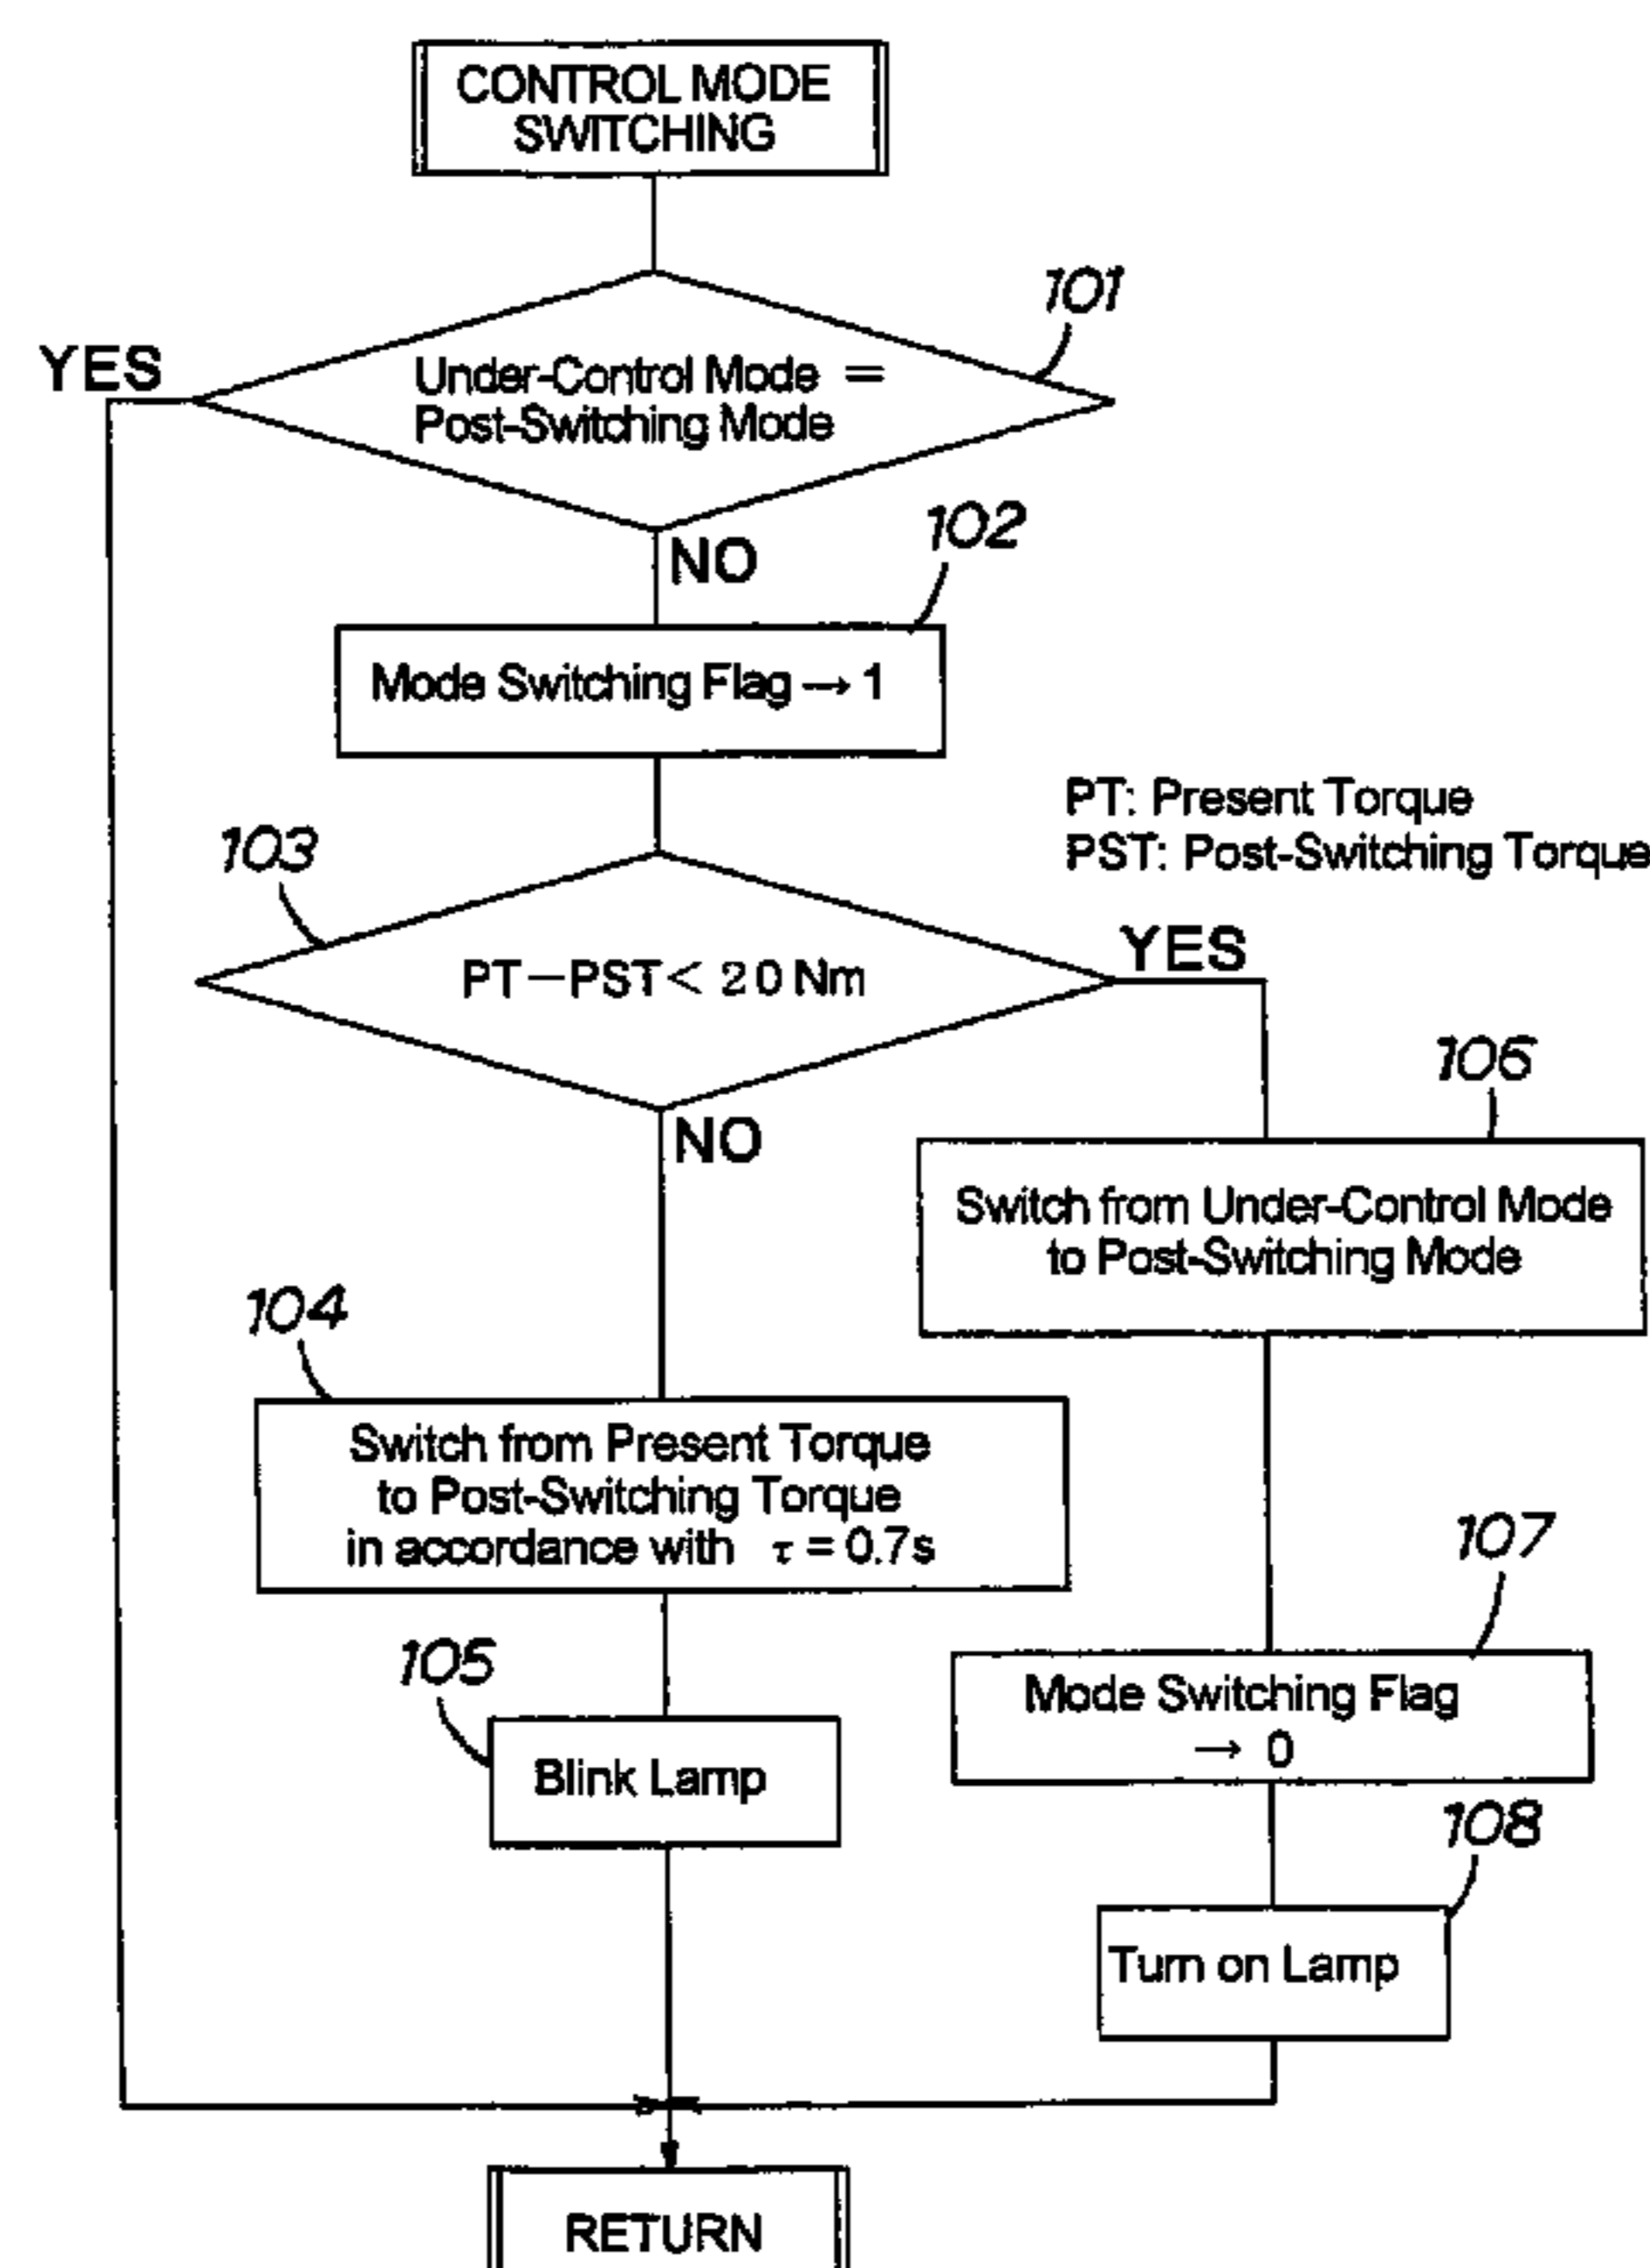 CONTROL MODE
SWITCHING
101
YES
Under-Control Mode =
Post-Switching Mode
102
NO
Mode Switching Flag → 1
PT: Present Torque
PST: Post-Switching Torque
103
YES
PT－PST＜ 20 Nm
106
NO
Switch from Under-Control Mode
to Post-Switching Mode
104
Switch from Present Torque
to Post-Switching Torque
in accordance with τ = 0.7s
107
105
Mode Switching Flag
→ 0
Blink Lamp
108
Turn on Lamp
RETURN